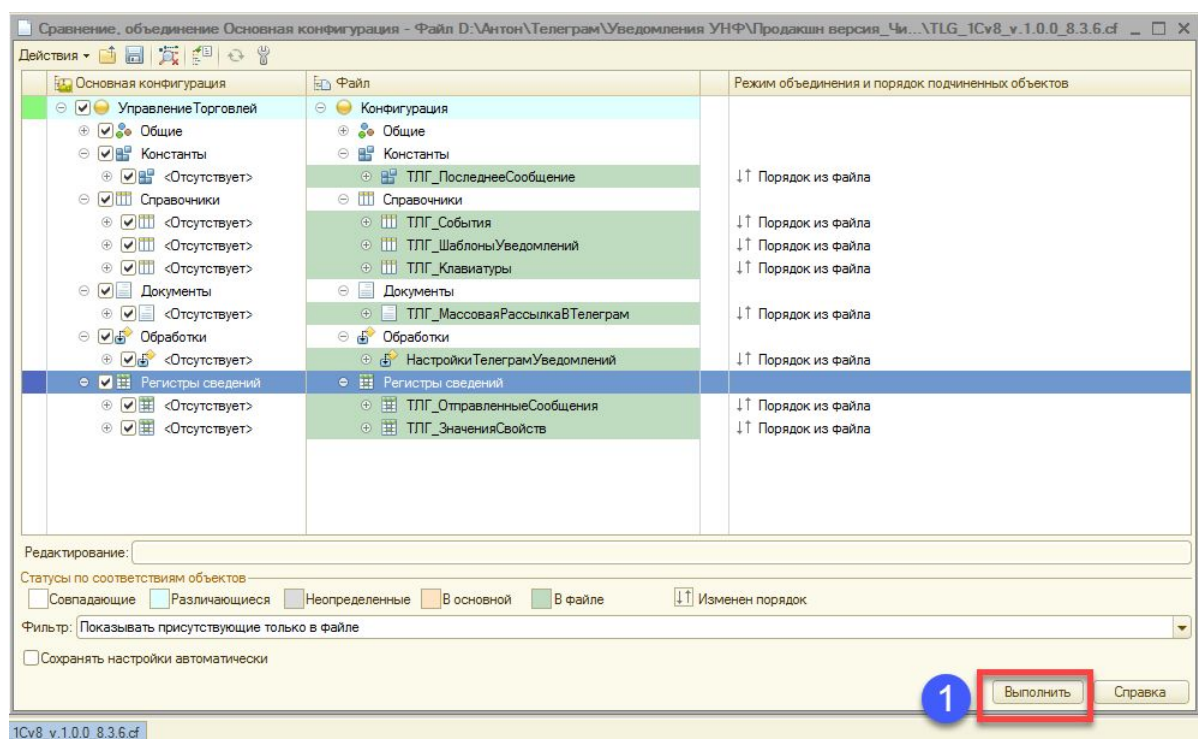 Сравнение, объединение Основная конфигурация - Файл D:\Антон\Телеграм\Уведомления УНФ\Продакшн версия_Чи...\TLG_1Cv8_v.1.0.0_8.3.6.cf
Действия
Основная конфигурация Файл Режим объединения и порядок подчиненных объектов
УправлениеТорговлей Конфигурация
Общие Общие
Константы Константы
<Отсутствует> ТЛГ_ПоследнееСообщение Порядок из файла
Справочники Справочники
<Отсутствует> ТЛГ_События Порядок из файла
<Отсутствует> ТЛГ_ШаблоныУведомлений Порядок из файла
<Отсутствует> ТЛГ_Клавиатуры Порядок из файла
Документы Документы
<Отсутствует> ТЛГ_МассоваяРассылкаВТелеграм Порядок из файла
Обработки Обработки
<Отсутствует> НастройкиТелеграмУведомлений Порядок из файла
Регистры сведений Регистры сведений
<Отсутствует> ТЛГ_ОтправленныеСообщения Порядок из файла
<Отсутствует> ТЛГ_ЗначенияСвойств Порядок из файла
Редактирование:
Статусы по соответствиям объектов
Совпадающие Различающиеся Неопределенные В основной В файле Изменен порядок
Фильтр: Показывать присутствующие только в файле
Сохранять настройки автоматически
1 Выполнить Справка
1Cv8_v.1.0.0_8.3.6.cf